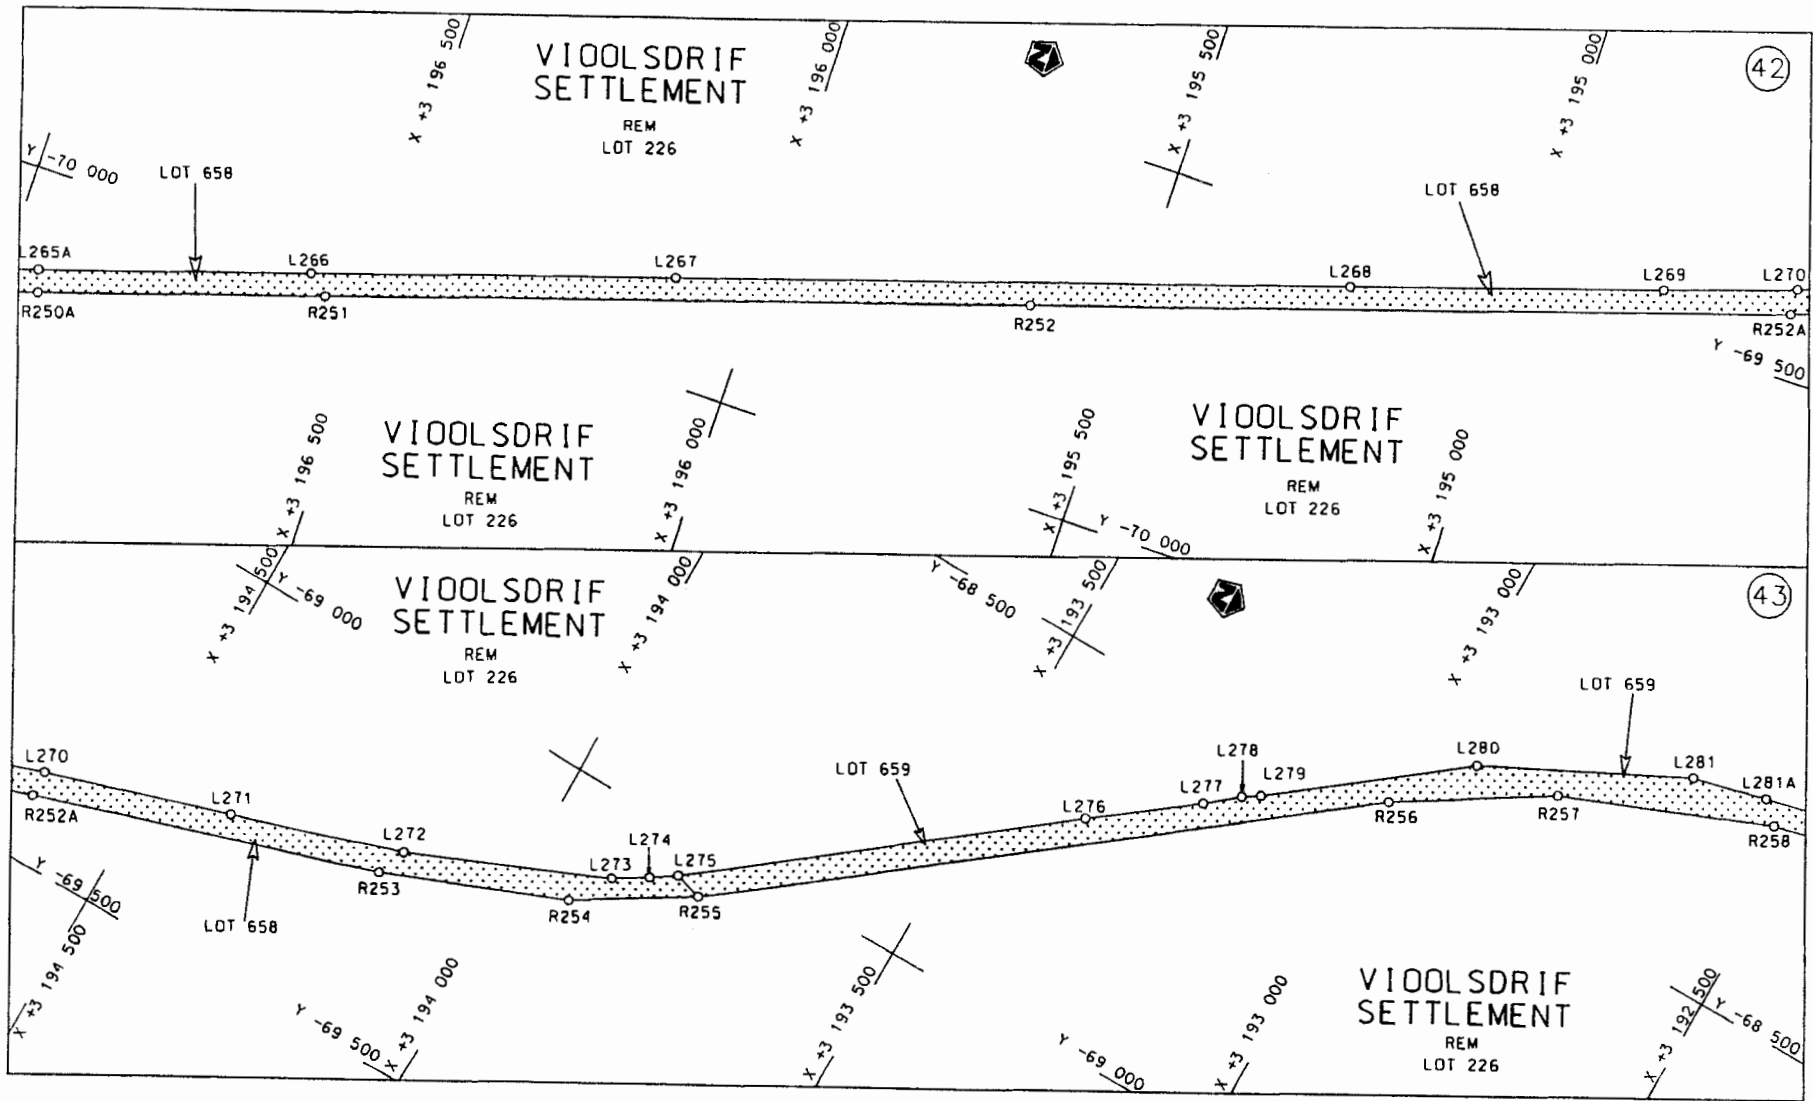 X +3 196 500
VIOOLSDRIF
SETTLEMENT
REM
LOT 226
X +3 196 000
N
X +3 195 500
X +3 195 000
42
Y -70 000
LOT 658
LOT 658
L265A
L266
L267
L268
L269
L270
R250A
R251
R252
R252A
Y -69 500
X +3 196 500
VIOOLSDRIF
SETTLEMENT
REM
LOT 226
X +3 196 000
X +3 195 500
Y -70 000
VIOOLSDRIF
SETTLEMENT
REM
LOT 226
X +3 195 000
X +3 194 500
Y -69 000
VIOOLSDRIF
SETTLEMENT
REM
LOT 226
X +3 194 000
Y -68 500
X +3 193 500
N
X +3 193 000
43
LOT 659
LOT 659
L270
L271
L272
L273
L274
L275
L276
L277
L278
L279
L280
L281
L281A
R252A
R253
R254
R255
R256
R257
R258
Y -69 500
X +3 194 500
LOT 658
Y -69 500
X +3 194 000
X +3 193 500
Y -69 000
X +3 193 000
VIOOLSDRIF
SETTLEMENT
REM
LOT 226
X +3 192 500
Y -68 500